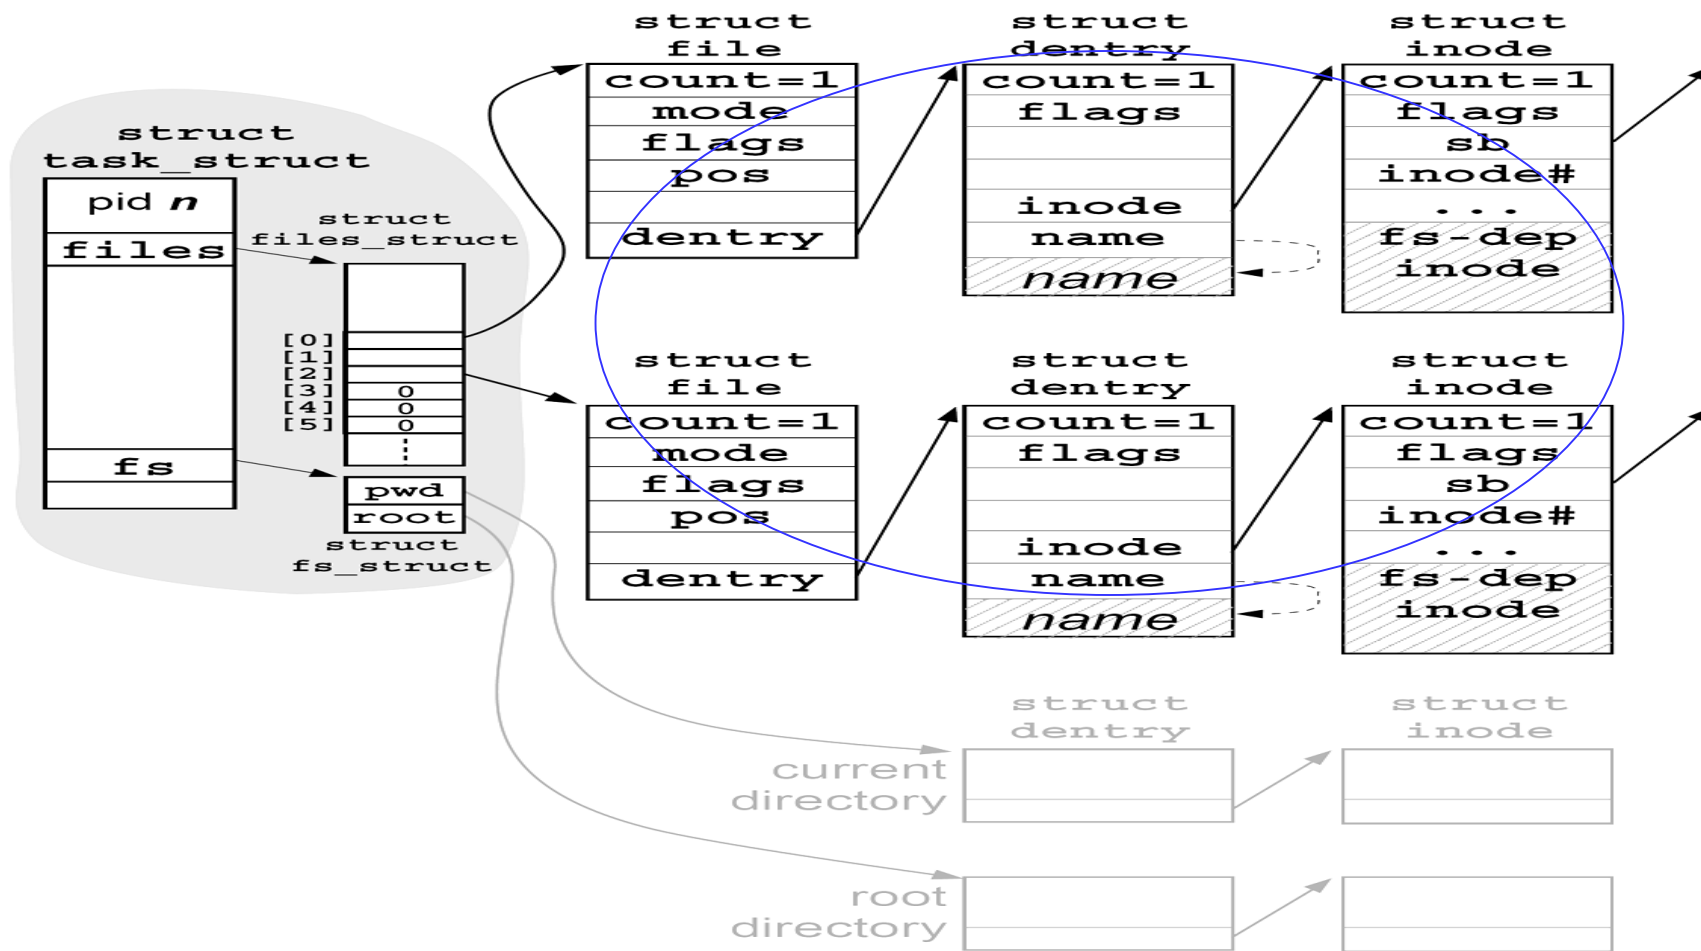 struct
task_struct
pid n
files
fs
struct
files_struct
[0]
[1]
[2]
[3] 0
[4] 0
[5] 0
pwd
root
struct
fs_struct
struct
file
count=1
mode
flags
pos
dentry
struct
dentry
count=1
flags
inode
name
name
struct
inode
count=1
flags
sb
inode#
...
fs-dep
inode
struct
file
count=1
mode
flags
pos
dentry
struct
dentry
count=1
flags
inode
name
name
struct
inode
count=1
flags
sb
inode#
...
fs-dep
inode
struct
dentry
struct
inode
current
directory
root
directory